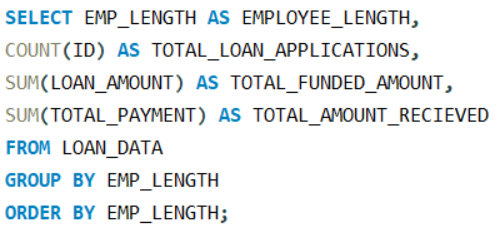 SELECT EMP_LENGTH AS EMPLOYEE_LENGTH,
COUNT(ID) AS TOTAL_LOAN_APPLICATIONS,
SUM(LOAN_AMOUNT) AS TOTAL_FUNDED_AMOUNT,
SUM(TOTAL_PAYMENT) AS TOTAL_AMOUNT_RECIEVED
FROM LOAN_DATA
GROUP BY EMP_LENGTH
ORDER BY EMP_LENGTH;